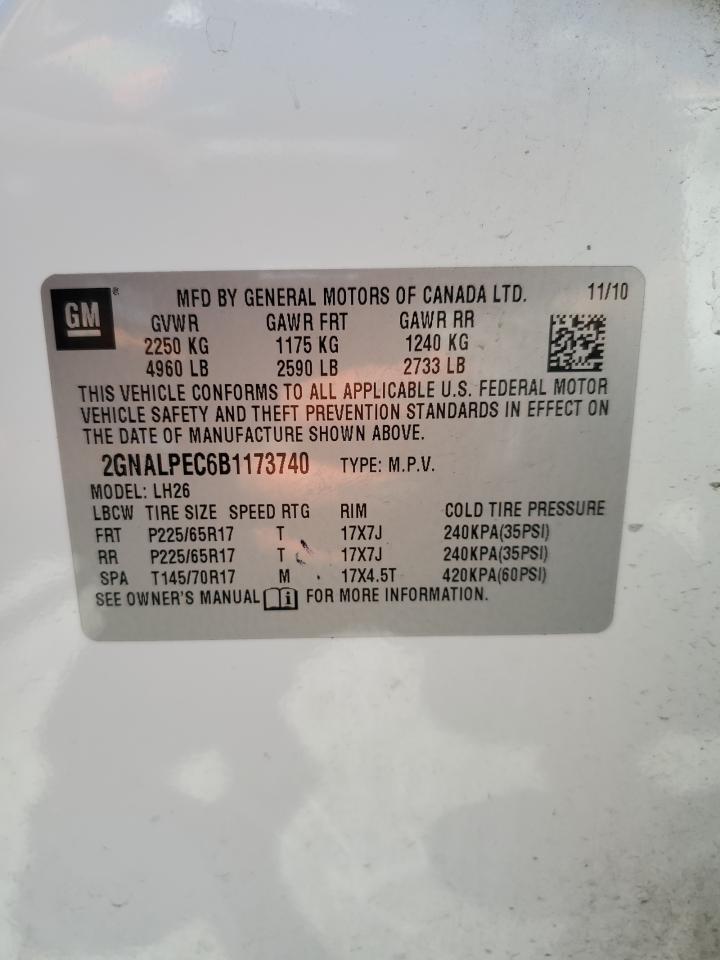 GM® MFD BY GENERAL MOTORS OF CANADA LTD. 11/10
GVWR GAWR FRT GAWR RR
2250 KG 1175 KG 1240 KG
4960 LB 2590 LB 2733 LB
THIS VEHICLE CONFORMS TO ALL APPLICABLE U.S. FEDERAL MOTOR
VEHICLE SAFETY AND THEFT PREVENTION STANDARDS IN EFFECT ON
THE DATE OF MANUFACTURE SHOWN ABOVE.
2GNALPEC6B1173740 TYPE: M.P.V.
MODEL: LH26
LBCW TIRE SIZE SPEED RTG RIM COLD TIRE PRESSURE
FRT P225/65R17 T 17X7J 240KPA(35PSI)
RR P225/65R17 T 17X7J 240KPA(35PSI)
SPA T145/70R17 M 17X4.5T 420KPA(60PSI)
SEE OWNER'S MANUAL i FOR MORE INFORMATION.